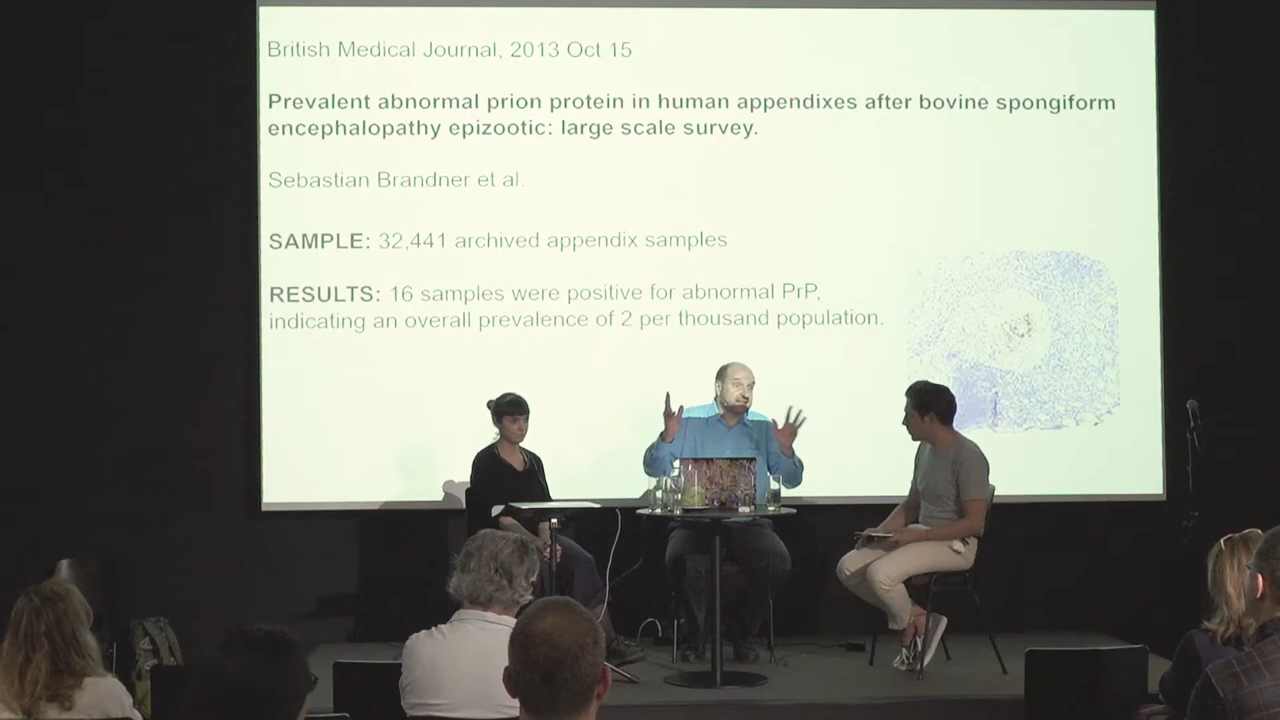 British Medical Journal, 2013 Oct 15
Prevalent abnormal prion protein in human appendixes after bovine spongiform
encephalopathy epizootic: large scale survey.
Sebastian Brandner et al.
SAMPLE: 32,441 archived appendix samples
RESULTS: 16 samples were positive for abnormal PrP,
indicating an overall prevalence of 2 per thousand population.